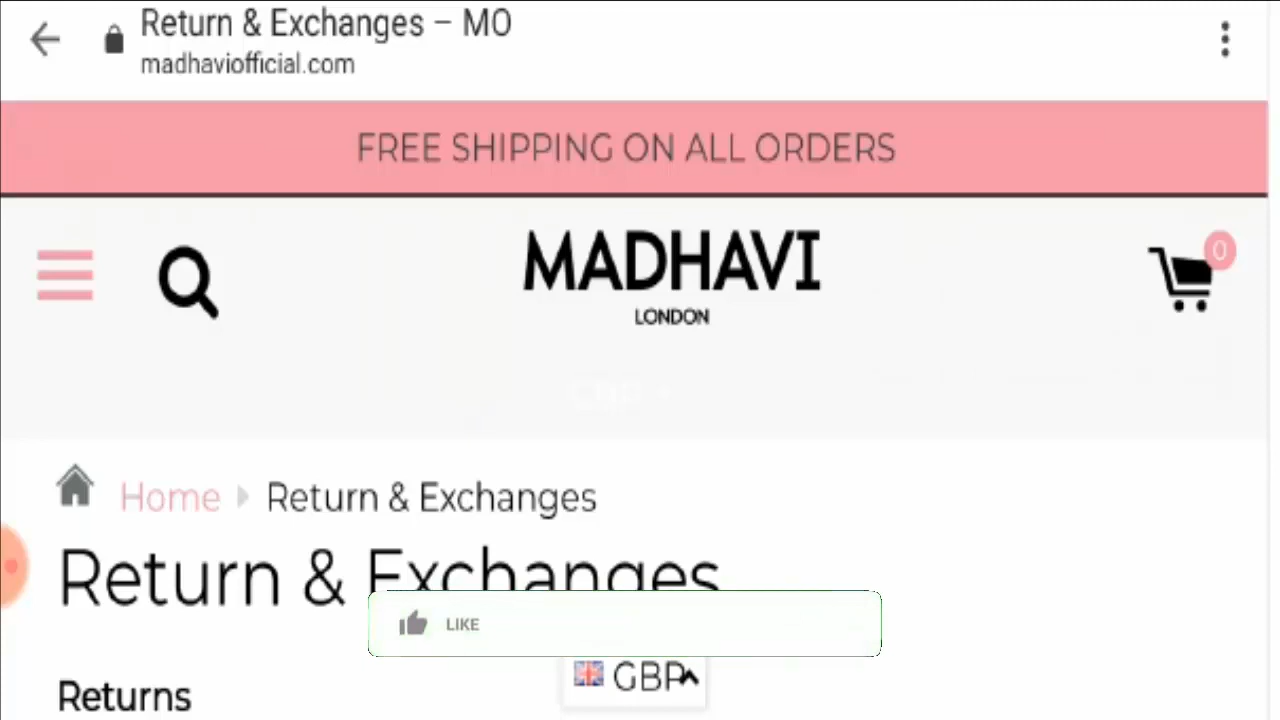 Return & Exchanges – MO
madhaviofficial.com
FREE SHIPPING ON ALL ORDERS
MADHAVI
LONDON
0
Home Return & Exchanges
Return & Exchanges
LIKE
GBP
Returns